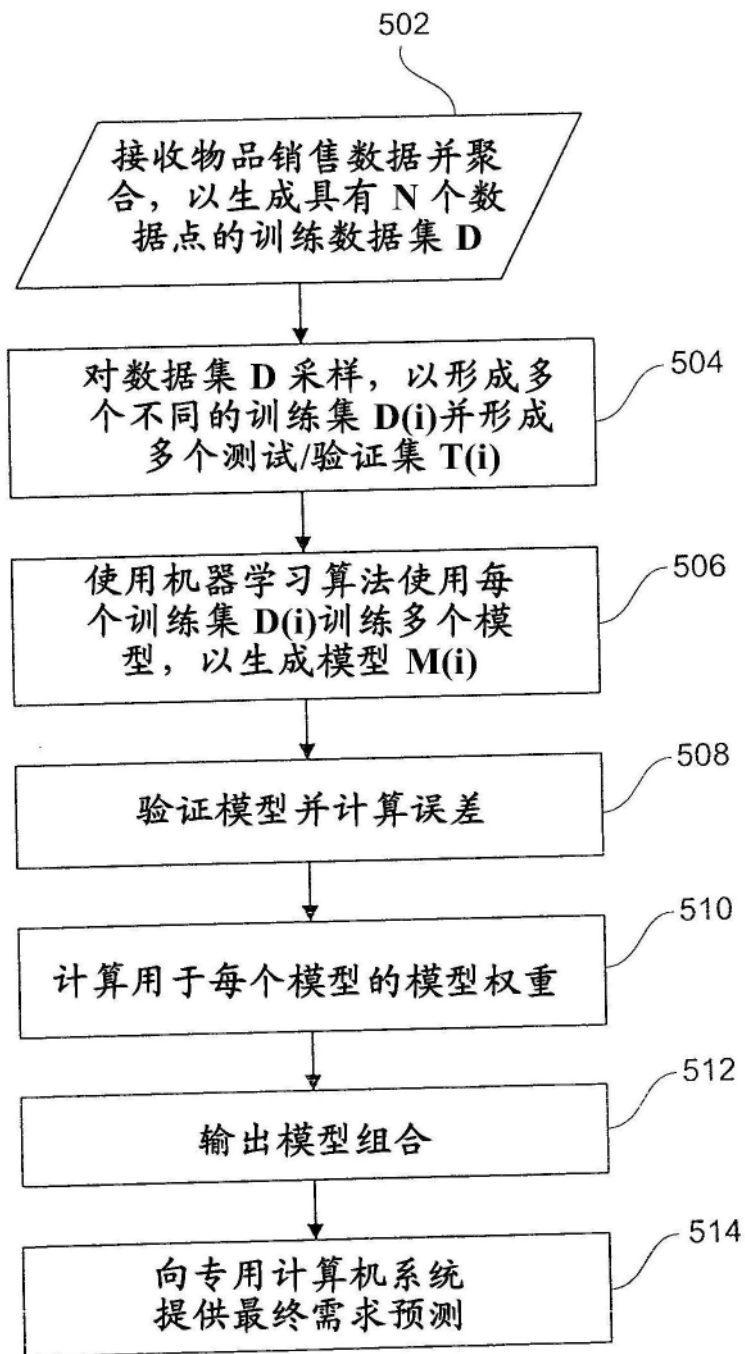 502
接收物品销售数据并聚
合，以生成具有 N 个数
据点的训练数据集 D
对数据集 D 采样，以形成多
个不同的训练集 D(i)并形成
多个测试/验证集 T(i)
504
使用机器学习算法使用每
个训练集 D(i)训练多个模
型，以生成模型 M(i)
506
验证模型并计算误差
508
计算用于每个模型的模型权重
510
输出模型组合
512
向专用计算机系统
提供最终需求预测
514